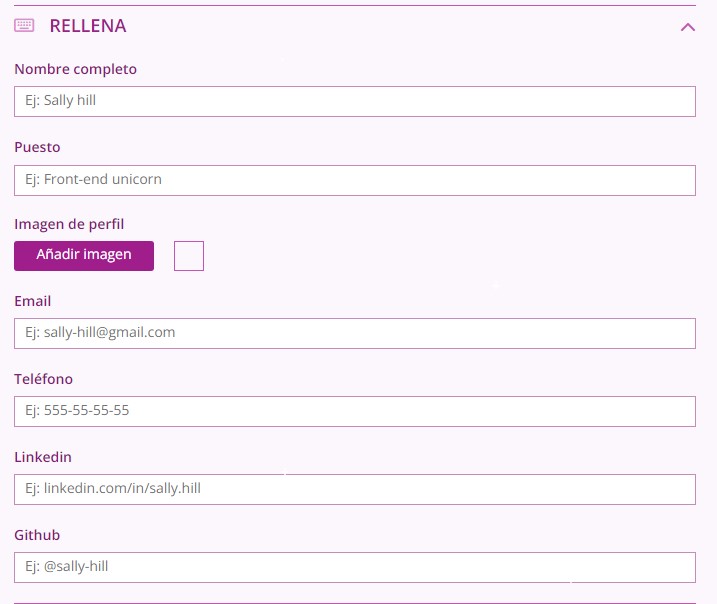 RELLENA
Nombre completo
Ej: Sally hill
Puesto
Ej: Front-end unicorn
Imagen de perfil
Añadir imagen
Email
Ej: sally-hill@gmail.com
Teléfono
Ej: 555-55-55-55
Linkedin
Ej: linkedin.com/in/sally.hill
Github
Ej: @sally-hill